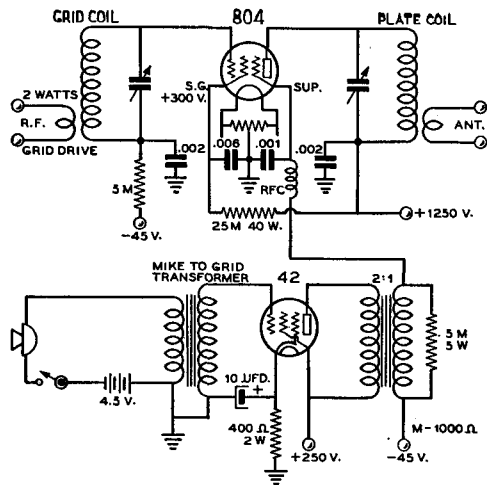 GRID COIL
804
PLATE COIL
2 WATTS
R.F.
GRID DRIVE
S.G.
+300 V.
SUP.
ANT.
.002
.006
.001
.002
5 M
-45 V.
RFC
25M 40 W.
+1250 V.
MIKE TO GRID
TRANSFORMER
42
2:1
5 M
5 W
10 UFD.
+
4.5 V.
400 Ω
2 W
+250 V.
-45 V.
M-1000 Ω